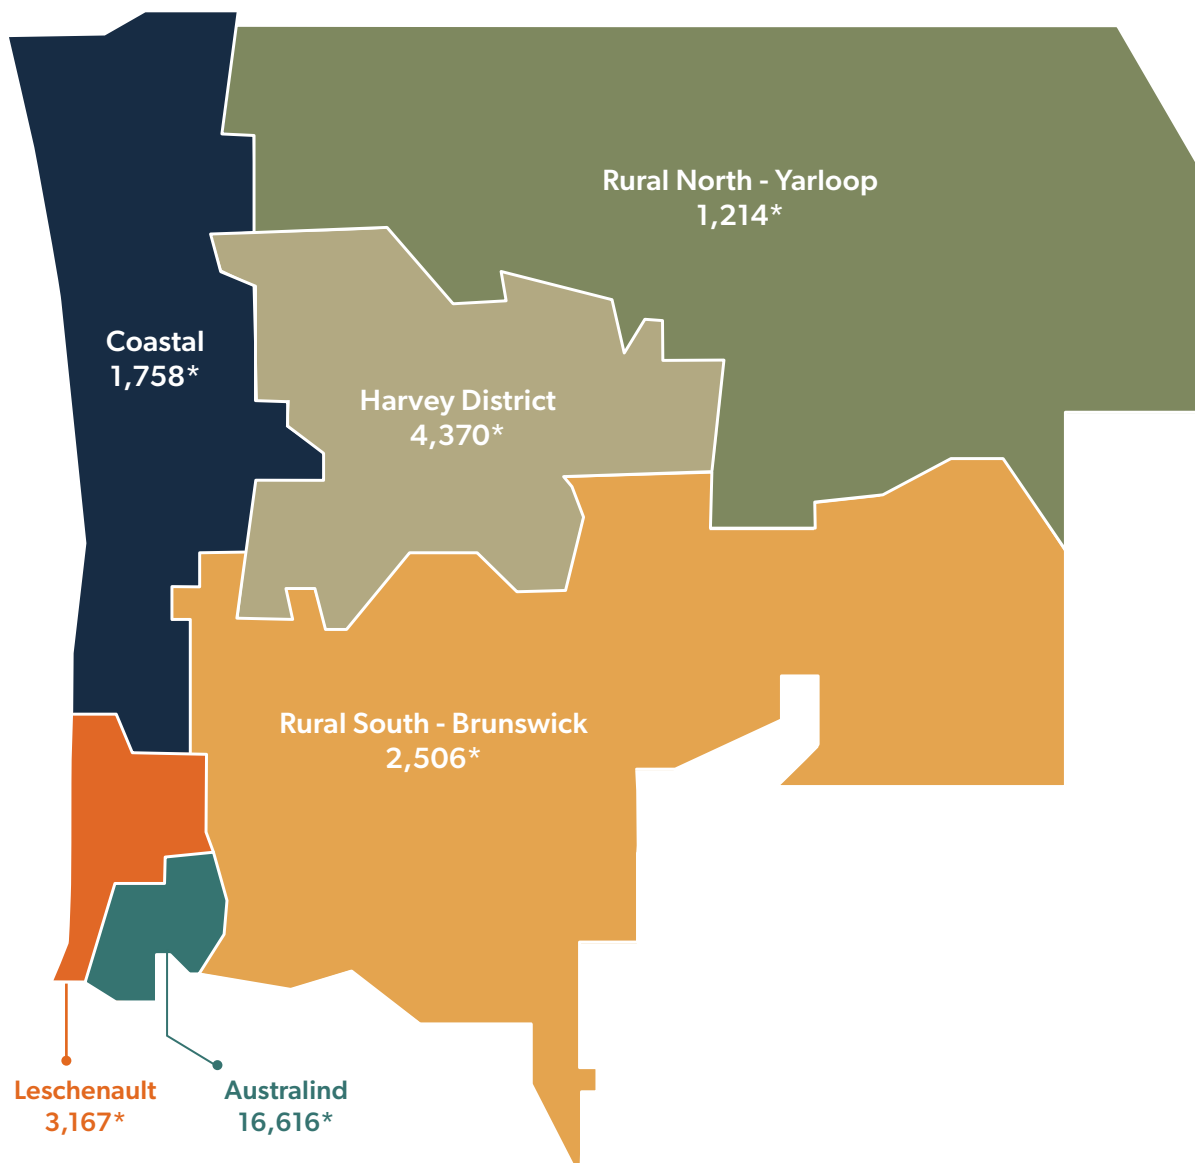 Rural North - Yarloop
1,214*
Coastal
1,758*
Harvey District
4,370*
Rural South - Brunswick
2,506*
Leschenault
3,167*
Australind
16,616*